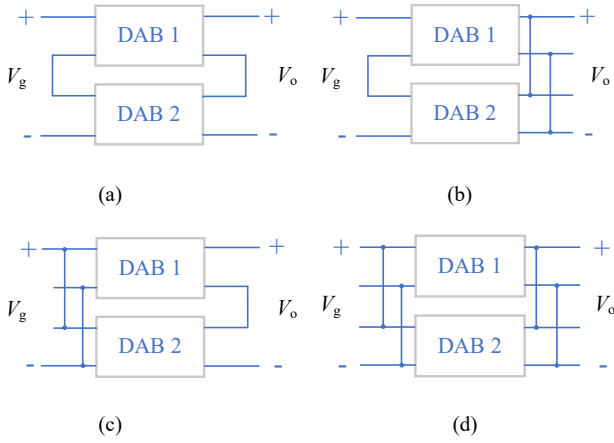 + DAB 1 + + DAB 1 +
Vg Vo Vg Vo
- DAB 2 - - DAB 2 -
(a) (b)
+ DAB 1 + + DAB 1 +
Vg Vo Vg Vo
- DAB 2 - - DAB 2 -
(c) (d)